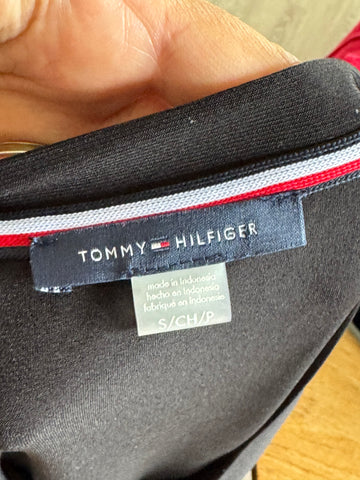 TOMMY HILFIGER
made in Indonesia
hecho en Indonesia
fabriqué en Indonésie
S/CH/P